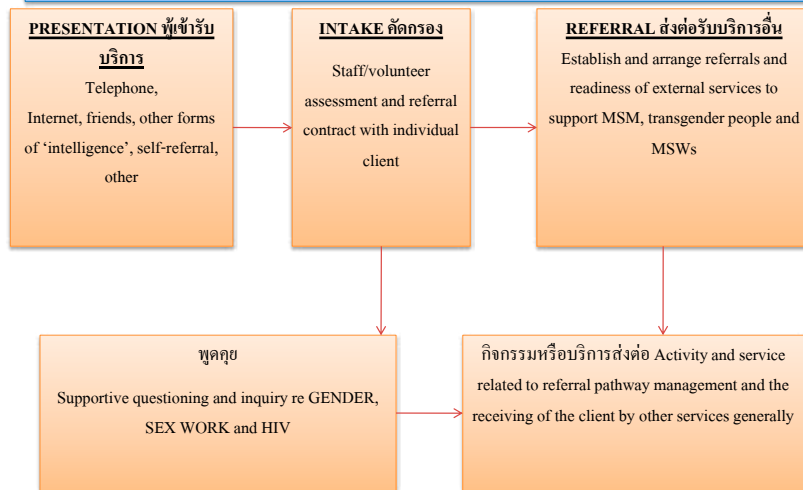 PRESENTATION ผู้เข้ารับ
บริการ
Telephone,
Internet, friends, other forms
of ‘intelligence’, self-referral,
other
INTAKE คัดกรอง
Staff/volunteer
assessment and referral
contract with individual
client
REFERRAL ส่งต่อรับบริการอื่น
Establish and arrange referrals and
readiness of external services to
support MSM, transgender people and
MSWs
พูดคุย
Supportive questioning and inquiry re GENDER,
SEX WORK and HIV
กิจกรรมหรือบริการส่งต่อ Activity and service
related to referral pathway management and the
receiving of the client by other services generally